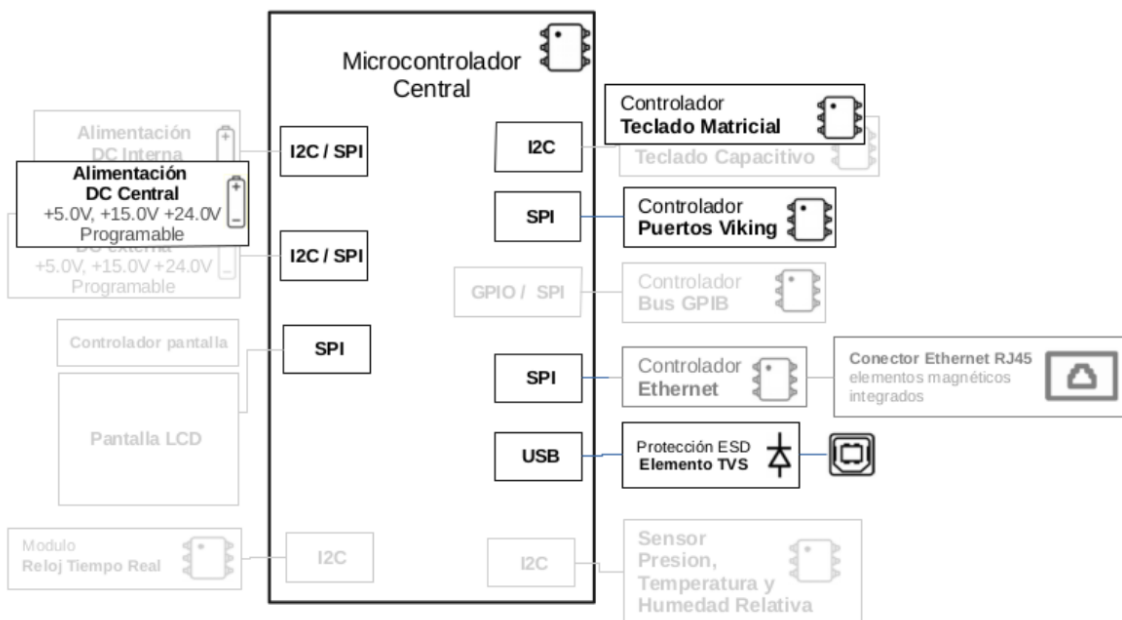 Microcontrolador
Central
Alimentación
DC Interna
Alimentación
DC Central
+5.0V, +15.0V +24.0V
Programable
DC externa
+5.0V, +15.0V +24.0V
Programable
Controlador pantalla
Pantalla LCD
Modulo
Reloj Tiempo Real
I2C / SPI
I2C / SPI
SPI
I2C
I2C
SPI
GPIO / SPI
SPI
USB
I2C
Controlador
Teclado Matricial
Teclado Capacitivo
Controlador
Puertos Viking
Controlador
Bus GPIB
Controlador
Ethernet
Conector Ethernet RJ45
elementos magnéticos
integrados
Protección ESD
Elemento TVS
Sensor
Presion,
Temperatura y
Humedad Relativa